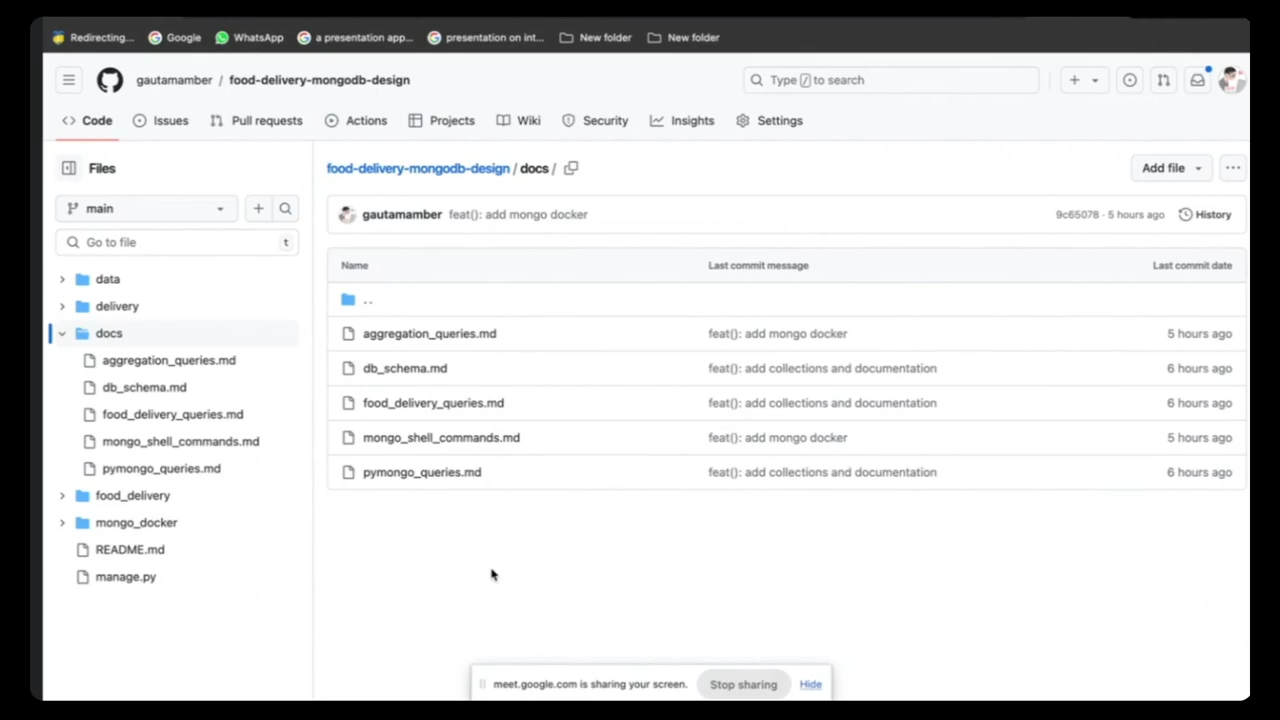 Redirecting... Google WhatsApp a presentation app... presentation on int... New folder New folder
gautamamber / food-delivery-mongodb-design Type / to search
Code Issues Pull requests Actions Projects Wiki Security Insights Settings
Files
main
Go to file t
data
delivery
docs
aggregation_queries.md
db_schema.md
food_delivery_queries.md
mongo_shell_commands.md
pymongo_queries.md
food_delivery
mongo_docker
README.md
manage.py
food-delivery-mongodb-design / docs / Add file
gautamamber feat(): add mongo docker 9c65078 · 5 hours ago History
Name Last commit message Last commit date
..
aggregation_queries.md feat(): add mongo docker 5 hours ago
db_schema.md feat(): add collections and documentation 6 hours ago
food_delivery_queries.md feat(): add collections and documentation 6 hours ago
mongo_shell_commands.md feat(): add mongo docker 5 hours ago
pymongo_queries.md feat(): add collections and documentation 6 hours ago
meet.google.com is sharing your screen. Stop sharing Hide